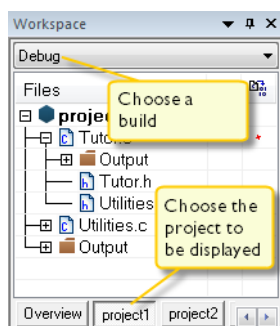 Workspace
Debug
Files
Choose a
build
Output
Tutor.h
Utilities
Choose the
project to
be displayed
Utilities.c
Output
Overview
project1
project2